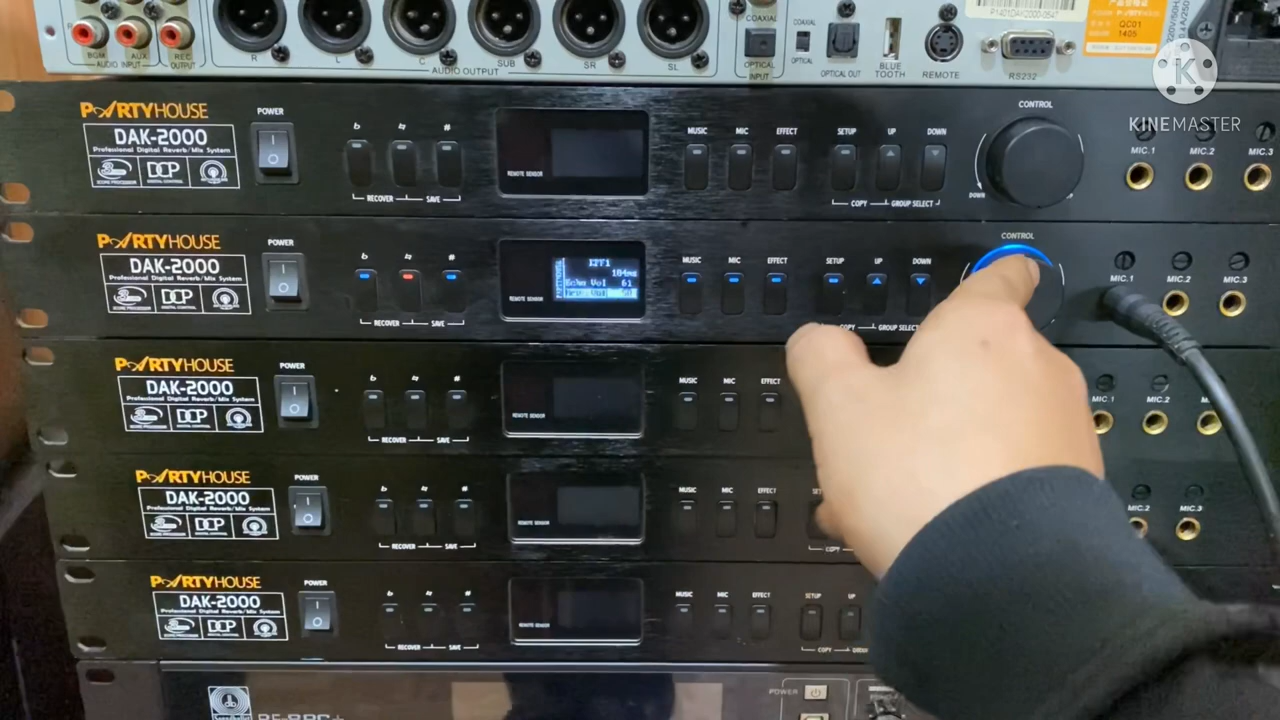 BGM AUX REC
AUDIO INPUT OUTPUT
R L C SUB SR SL
AUDIO OUTPUT
COAXIAL
OPTICAL
INPUT
COAXIAL
OPTICAL
OPTICAL OUT
BLUE
TOOTH
REMOTE
RS232
QC01
1405
KINEMASTER
PARTYHOUSE
DAK-2000
Professional Digital Reverb/Mix System
DCP
POWER
RECOVER SAVE
REMOTE SENSOR
MUSIC MIC EFFECT SETUP UP DOWN
COPY GROUP SELECT
CONTROL
DOWN
MIC.1 MIC.2 MIC.3
PARTYHOUSE
DAK-2000
Professional Digital Reverb/Mix System
DCP
POWER
RECOVER SAVE
REMOTE SENSOR
184ms
Echo Vol 61
MUSIC MIC EFFECT SETUP UP DOWN
COPY GROUP SELECT
CONTROL
MIC.1 MIC.2 MIC.3
PARTYHOUSE
DAK-2000
Professional Digital Reverb/Mix System
DCP
POWER
RECOVER SAVE
REMOTE SENSOR
MUSIC MIC EFFECT
MIC.1 MIC.2
PARTYHOUSE
DAK-2000
Professional Digital Reverb/Mix System
DCP
POWER
RECOVER SAVE
REMOTE SENSOR
MUSIC MIC EFFECT
COPY
MIC.2 MIC.3
PARTYHOUSE
DAK-2000
Professional Digital Reverb/Mix System
DCP
POWER
RECOVER SAVE
REMOTE SENSOR
MUSIC MIC EFFECT SETUP UP
COPY
POWER